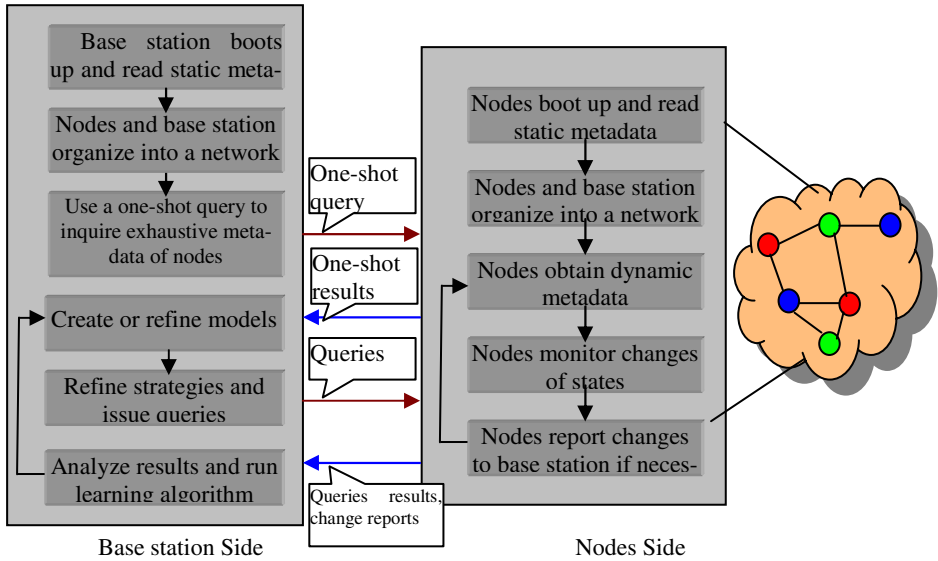 Base station boots
up and read static meta-
Nodes and base station
organize into a network
Use a one-shot query to
inquire exhaustive meta-
data of nodes
Create or refine models
Refine strategies and
issue queries
Analyze results and run
learning algorithm
Base station Side
One-shot
query
One-shot
results
Queries
Queries results,
change reports
Nodes boot up and read
static metadata
Nodes and base station
organize into a network
Nodes obtain dynamic
metadata
Nodes monitor changes
of states
Nodes report changes
to base station if neces-
Nodes Side